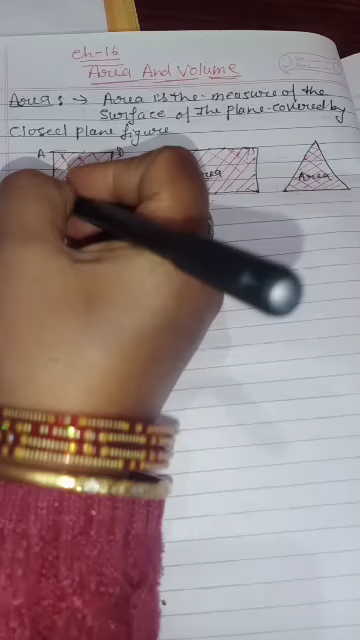 Ch-16
Area And Volume
Area :→ Area is the measure of the
surface of the plane covered by
Closed plane figure
A
Area